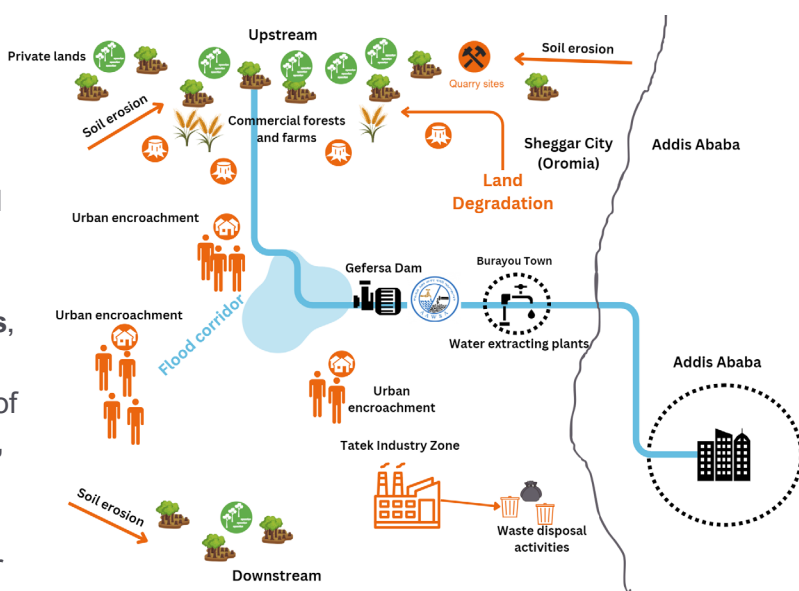 Upstream
Private lands
Soil erosion
Quarry sites
Soil erosion
Commercial forests
and farms
Sheggar City
(Oromia)
Addis Ababa
Land
Degradation
Urban encroachment
Gefersa Dam
Burayou Town
Flood corridor
Urban encroachment
Water extracting plants
s,
Addis Ababa
of
Urban
encroachment
Tatek Industry Zone
,
Soil erosion
Waste disposal
activities
Downstream